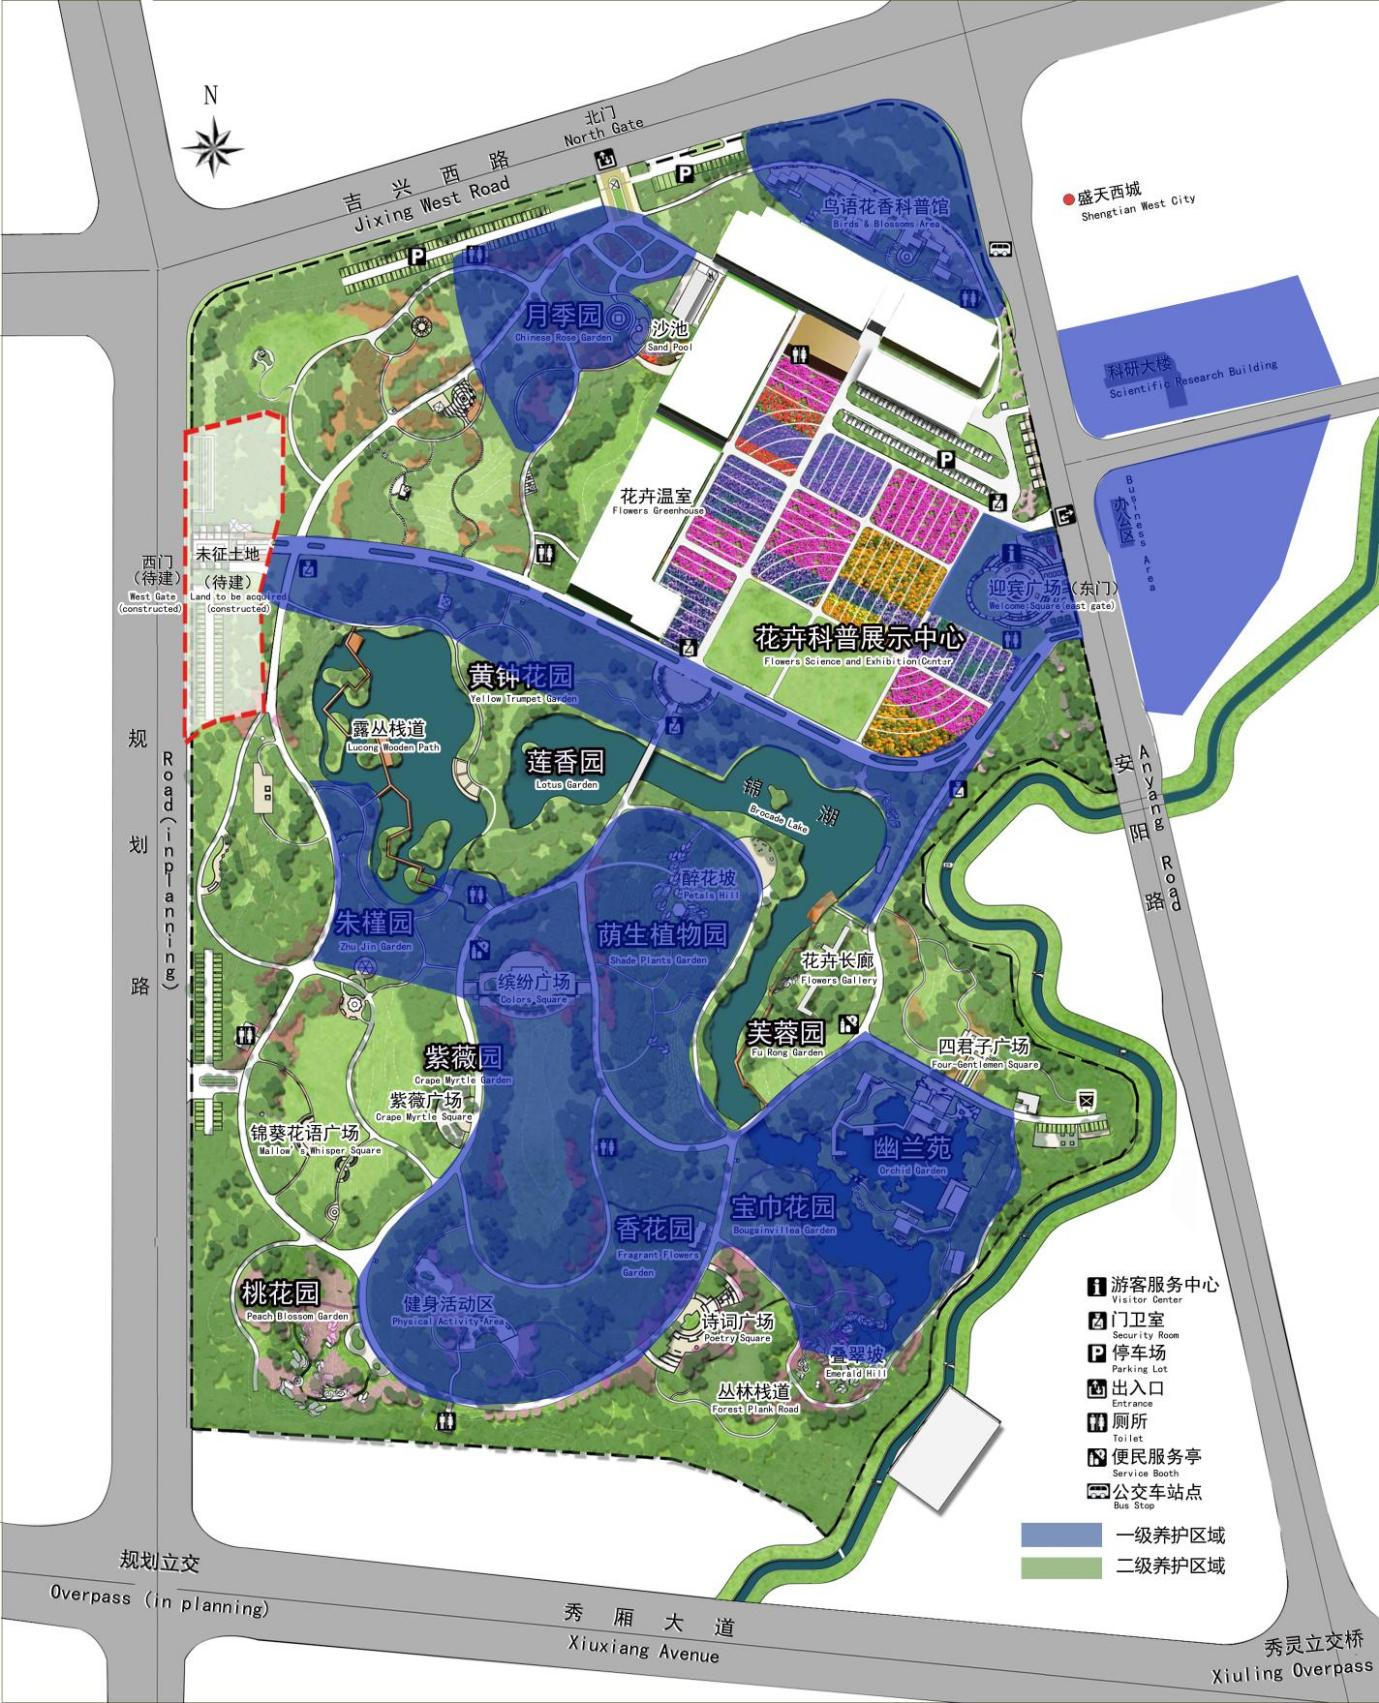 N
北门
North Gate
吉兴西路
Jixing West Road
P
P
鸟语花香科普馆
Birds & Blossoms Area
盛天西城
Shengtian West City
月季园
Chinese Rose Garden
沙池
Sand Pool
科研大楼
Scientific Research Building
P
花卉温室
Flowers Greenhouse
办公区
Business Area
西门
(待建)
West Gate
(constructed)
未征土地
(待建)
Land to be acquired
(constructed)
迎宾广场(东门)
Welcome Square(east gate)
花卉科普展示中心
Flowers Science and Exhibition Center
黄钟花园
Yellow Trumpet Garden
露丛栈道
Lucong Wooden Path
莲香园
Lotus Garden
锦湖
Brocade Lake
规划路
Road(inplanning)
安阳路
Anyang Road
醉花坡
Petals Hill
朱槿园
Zhu Jin Garden
荫生植物园
Shade Plants Garden
缤纷广场
Colors Square
花卉长廊
Flowers Gallery
芙蓉园
Fu Rong Garden
四君子广场
Four-Gentlemen Square
紫薇园
Crape Myrtle Garden
紫薇广场
Crape Myrtle Square
锦葵花语广场
Mallow's Whisper Square
幽兰苑
Orchid Garden
宝巾花园
Bougainvillea Garden
香花园
Fragrant Flowers
Garden
桃花园
Peach Blossom Garden
健身活动区
Physical Activity Area
诗词广场
Poetry Square
叠翠坡
Emerald Hill
丛林栈道
Forest Plank Road
游客服务中心
Visitor Center
门卫室
Security Room
P 停车场
Parking Lot
出入口
Entrance
厕所
Toilet
便民服务亭
Service Booth
公交车站点
Bus Stop
一级养护区域
二级养护区域
规划立交
Overpass (in planning)
秀厢大道
Xiuxiang Avenue
秀灵立交桥
Xiuling Overpass